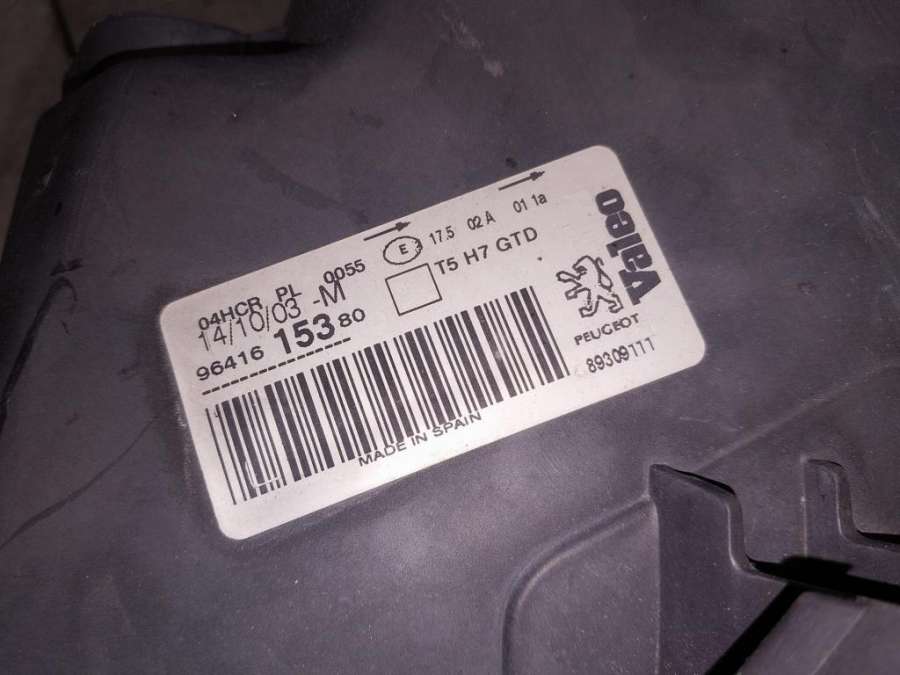 04HCR PL 0055
14/10/03 -M
96416 153 80
E 17.5 02 A 01 1a
T5 H7 GTD
MADE IN SPAIN
Valeo
PEUGEOT
89309111